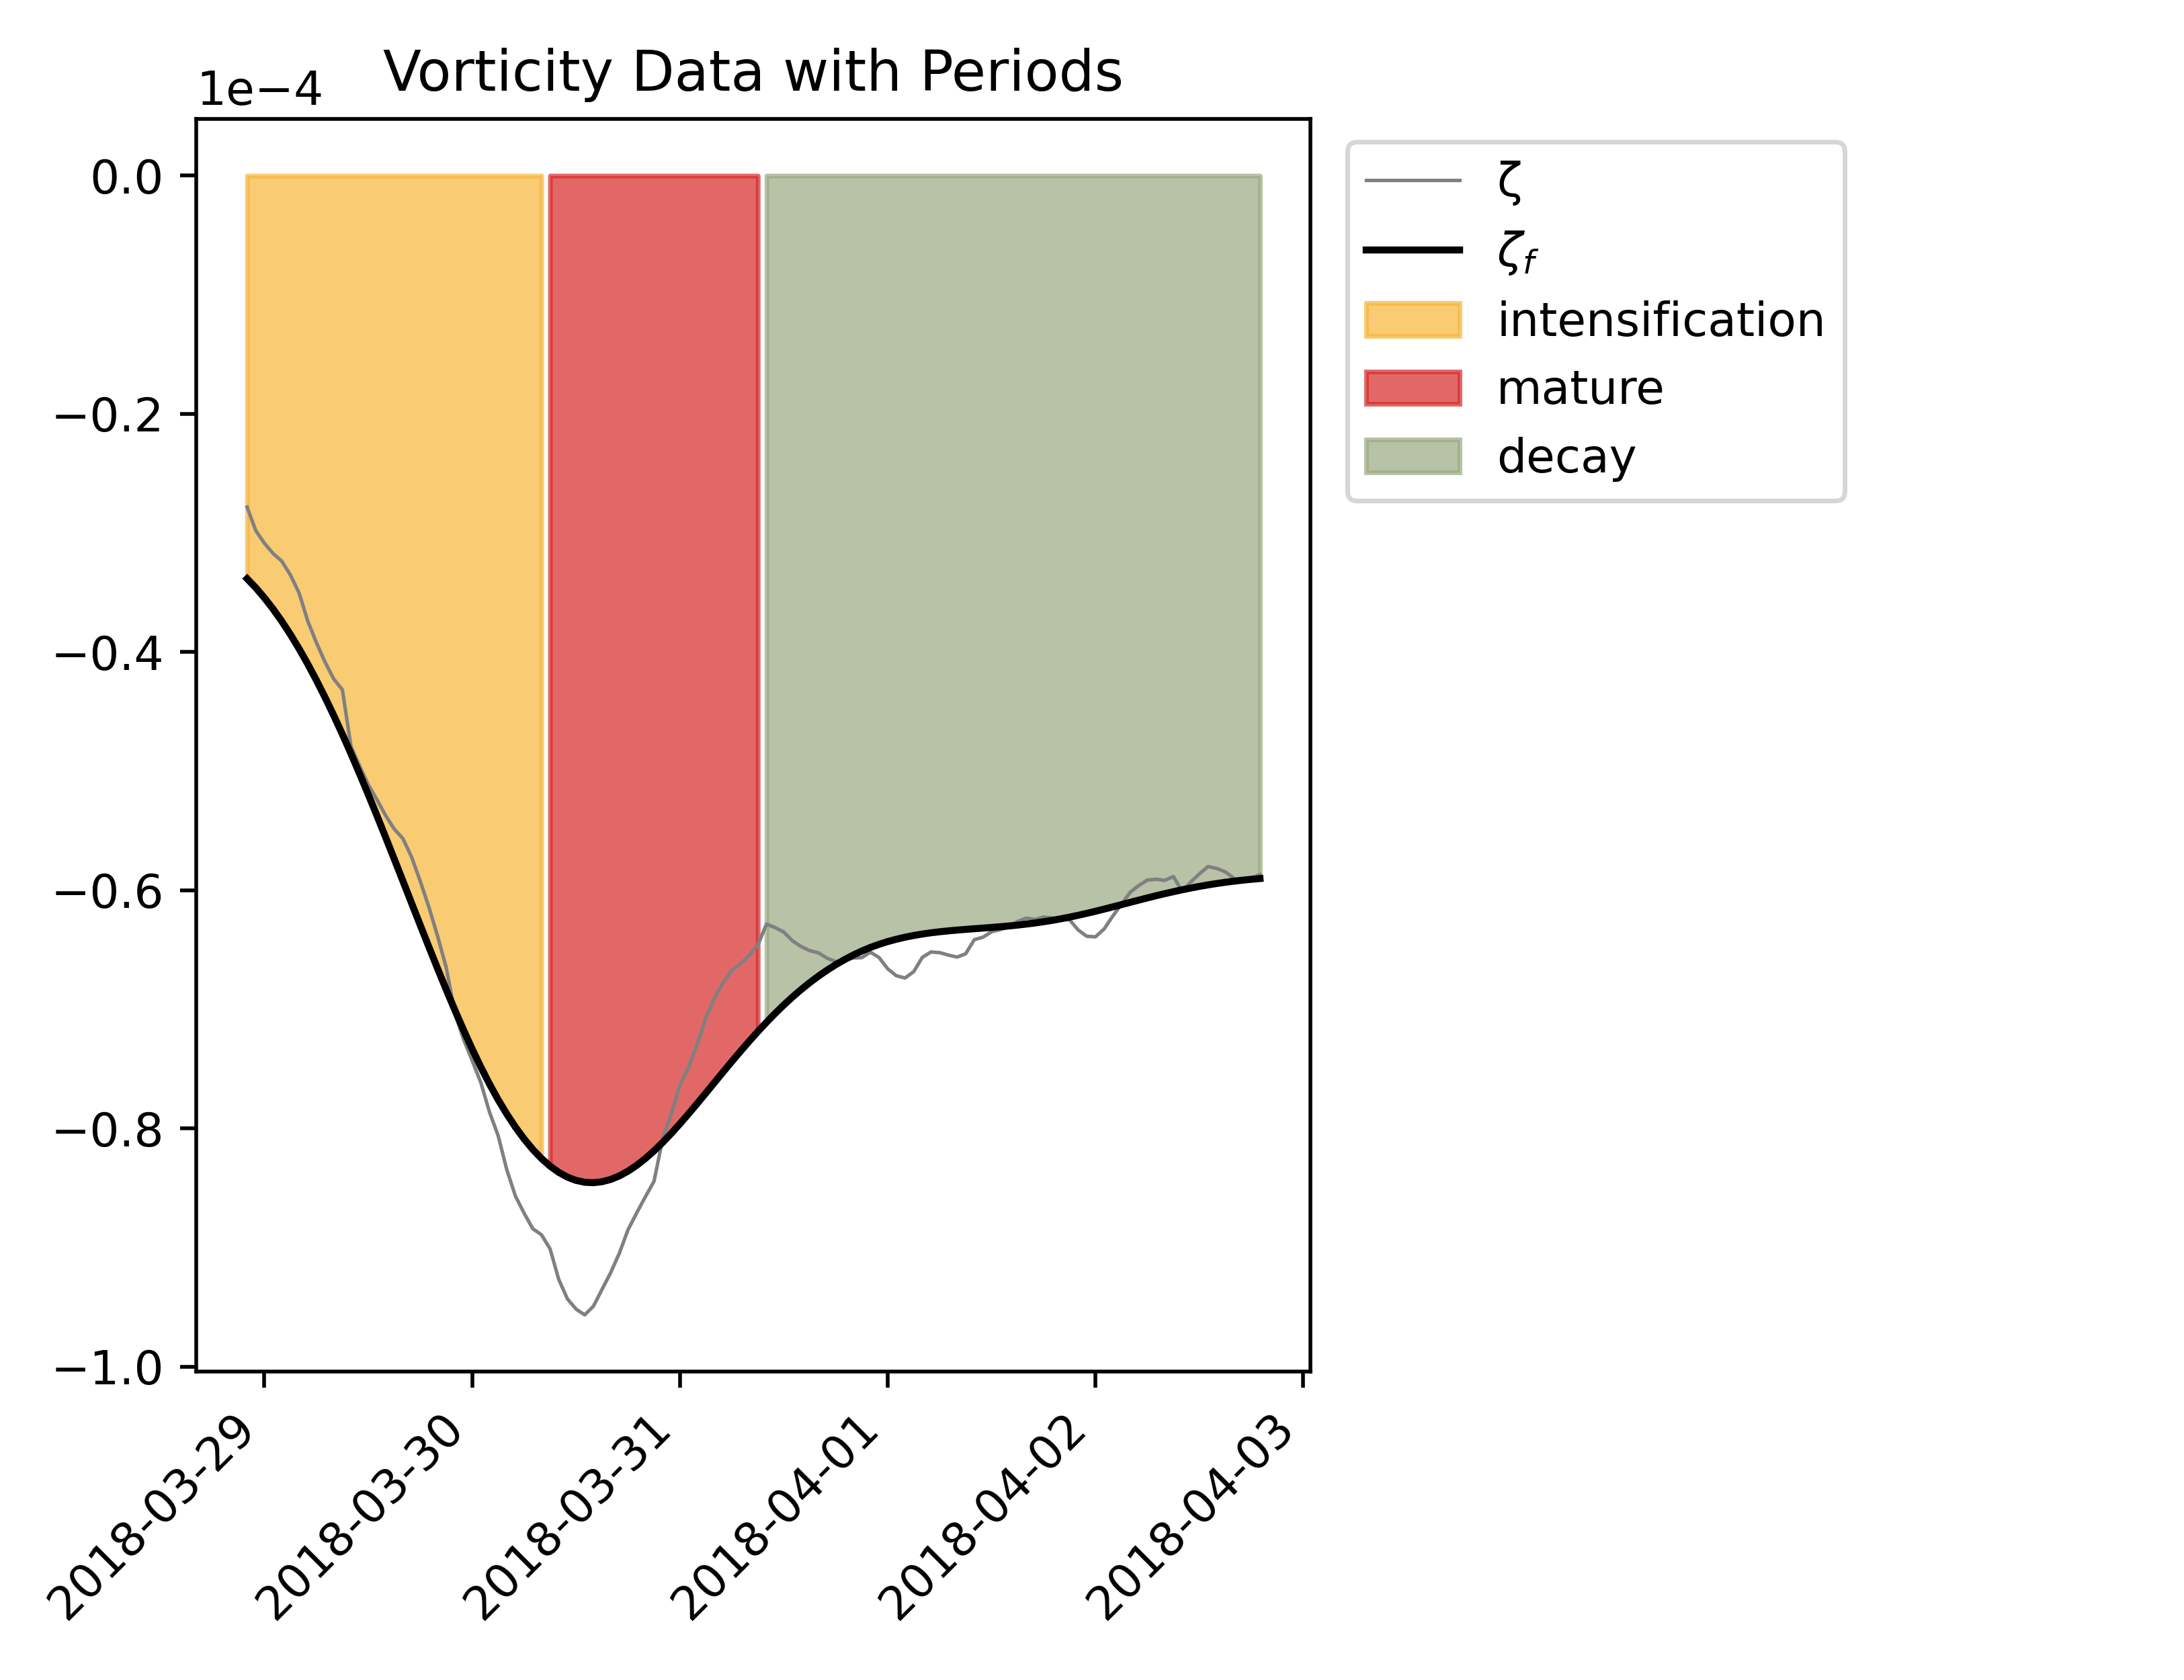 Vorticity Data with Periods
1e−4
0.0
−0.2
−0.4
−0.6
−0.8
−1.0
2018-03-29
2018-03-30
2018-03-31
2018-04-01
2018-04-02
2018-04-03
ζ
ζf
intensification
mature
decay